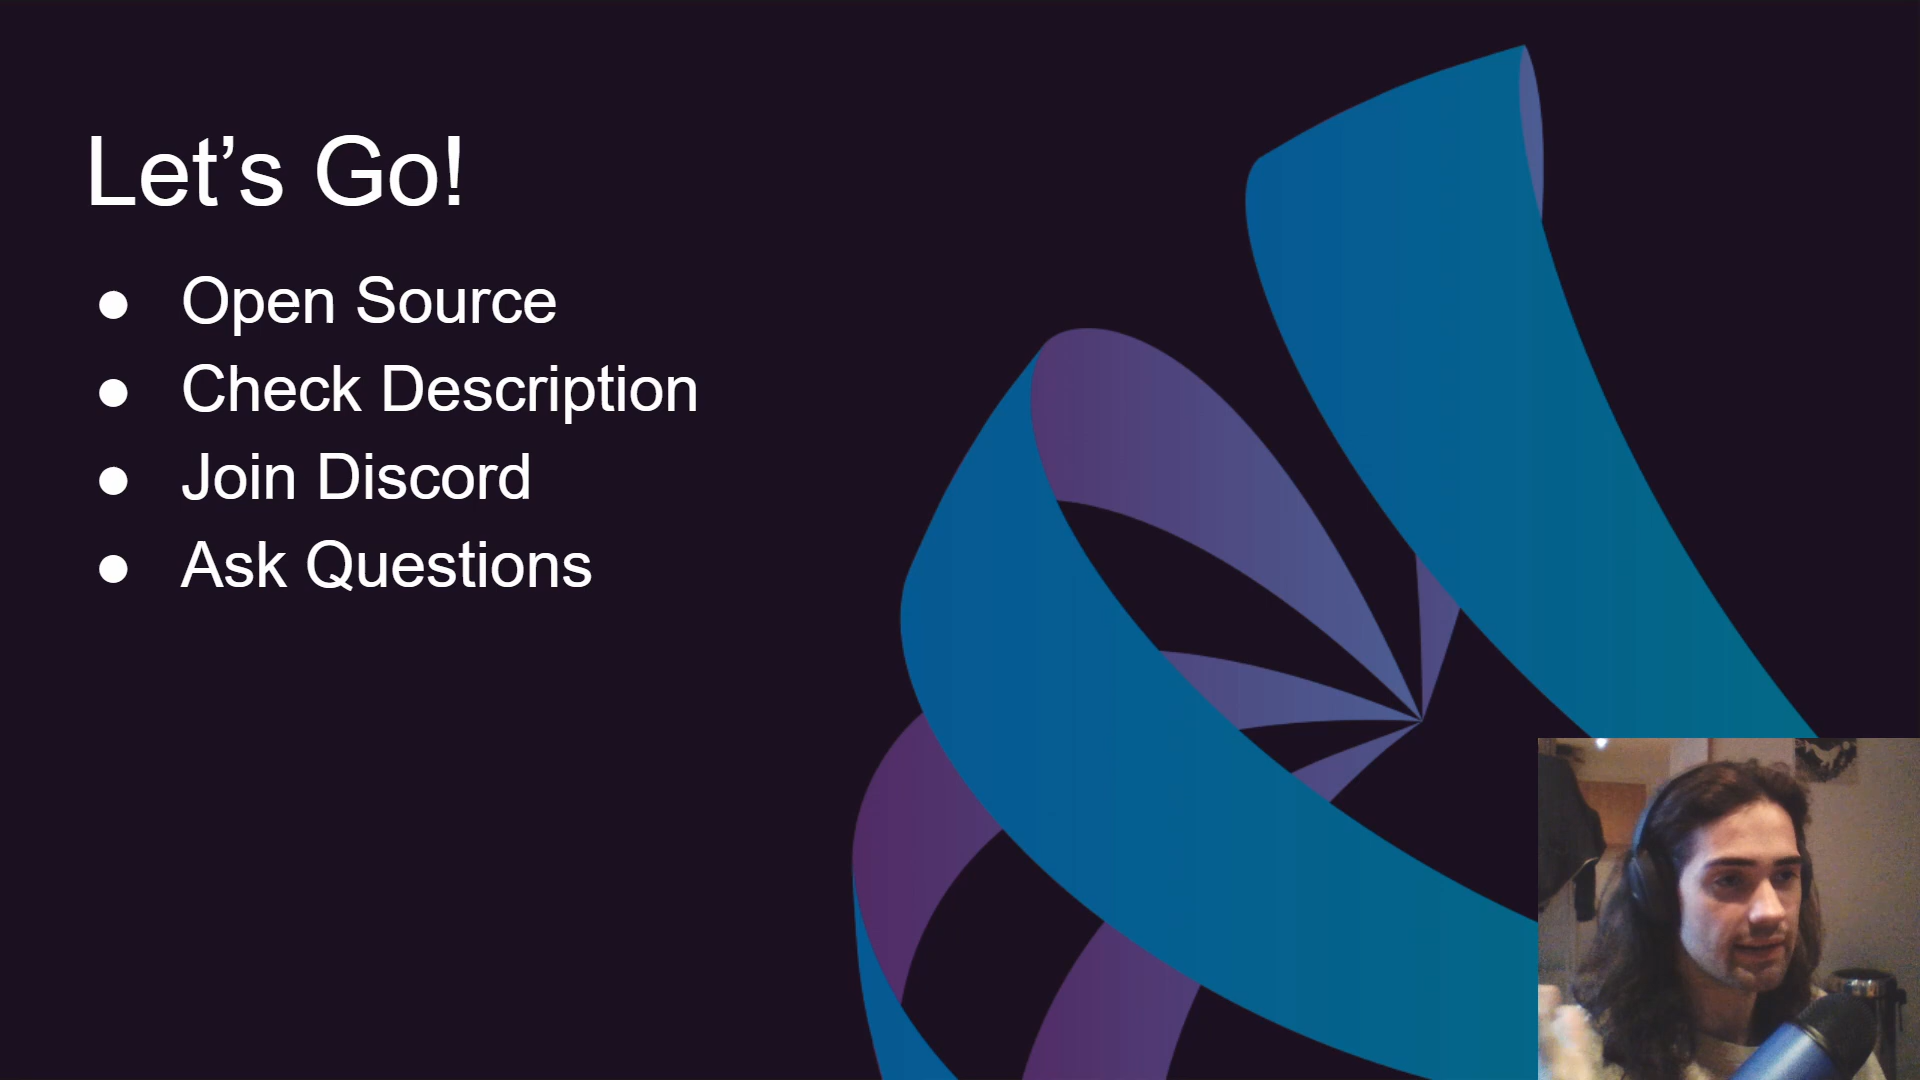 Let’s Go!
● Open Source
● Check Description
● Join Discord
● Ask Questions